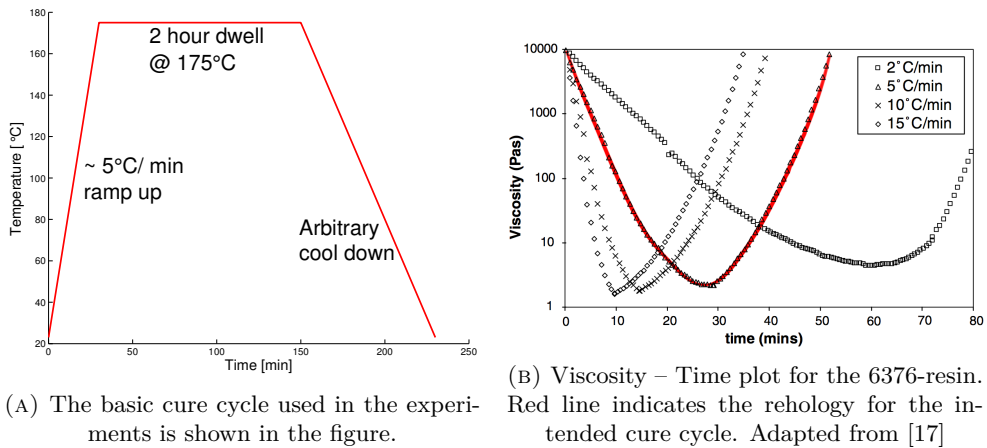 180
160
140
120
100
80
60
40
20
0
50
100
150
200
250
Temperature [ °C]
Time [min]
2 hour dwell
@ 175°C
~ 5°C/ min
ramp up
Arbitrary
cool down
(A) The basic cure cycle used in the experi-
ments is shown in the figure.
10000
1000
100
10
1
0
10
20
30
40
50
60
70
80
Viscosity (Pas)
time (mins)
2°C/min
5°C/min
10°C/min
15°C/min
(B) Viscosity – Time plot for the 6376-resin.
Red line indicates the rehology for the in-
tended cure cycle. Adapted from [17]